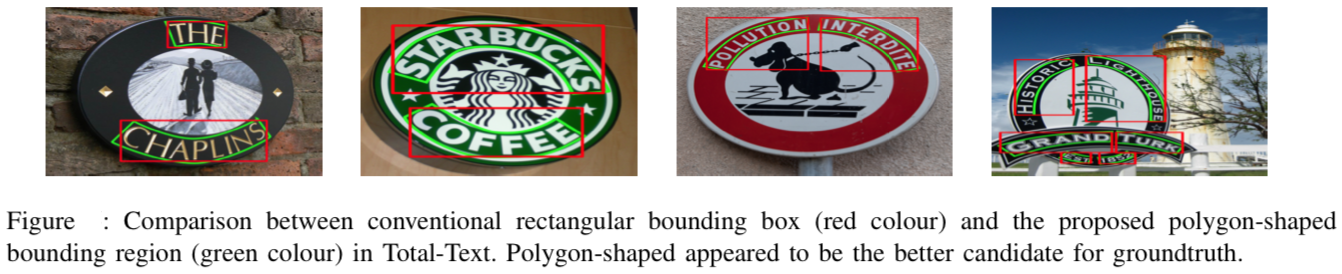 THE
CHAPLINS
STARBUCKS
COFFEE
POLLUTION INTERDITE
HISTORIC LIGHTHOUSE
GRAND TURK
EST. 1852
Figure : Comparison between conventional rectangular bounding box (red colour) and the proposed polygon-shaped
bounding region (green colour) in Total-Text. Polygon-shaped appeared to be the better candidate for groundtruth.